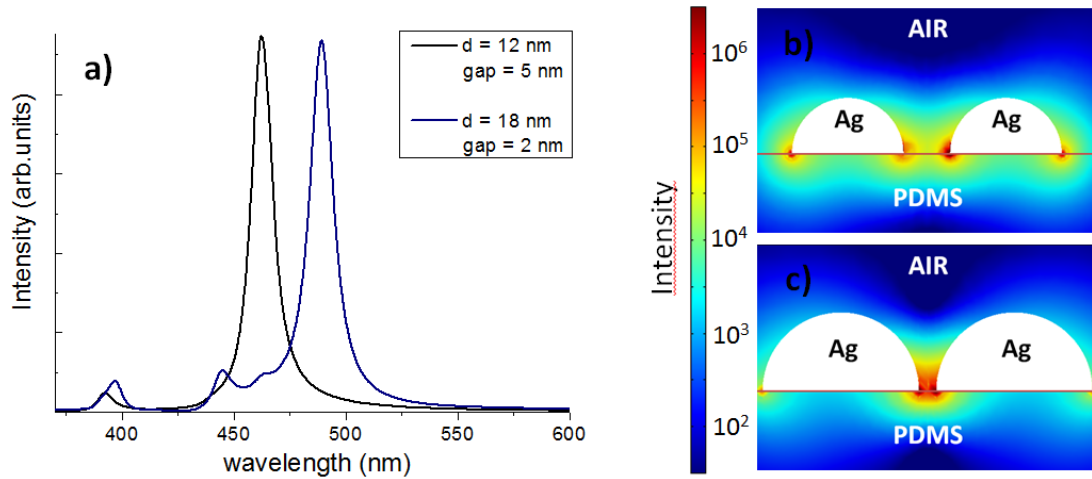 a)
d = 12 nm
gap = 5 nm
d = 18 nm
gap = 2 nm
Intensity (arb.units)
400
450
500
550
600
wavelength (nm)
Intensity
10⁶
10⁵
10⁴
10³
10²
b)
AIR
Ag
Ag
PDMS
c)
AIR
Ag
Ag
PDMS